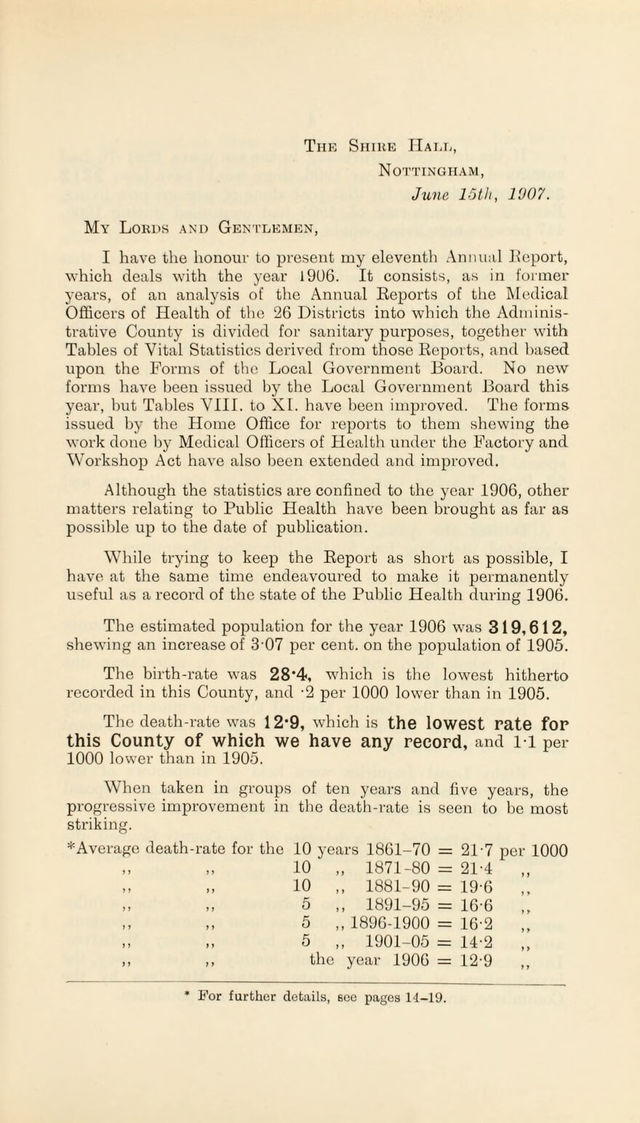 The Shire Hall,
Nottingham,
June 15th, 1907.
My Lords and Gentlemen,
I have the honour to present my eleventh Annual Report,
which deals with the year 1906. It consists, as in former
years, of an analysis of the Annual Reports of the Medical
Officers of Health of the 26 Districts into which the Adminis-
trative County is divided for sanitary purposes, together with
Tables of Vital Statistics derived from those Reports, and based
upon the Forms of the Local Government Board. No new
forms have been issued by the Local Government Board this
year, but Tables VIII. to XI. have been improved. The forms
issued by the Home Office for reports to them shewing the
work done by Medical Officers of Health under the Factory and
Workshop Act have also been extended and improved.
Although the statistics are confined to the year 1906, other
matters relating to Public Health have been brought as far as
possible up to the date of publication.
While trying to keep the Report as short as possible, I
have at the same time endeavoured to make it permanently
useful as a record of the state of the Public Health during 1906.
The estimated population for the year 1906 was 319,612,
shewing an increase of 3·07 per cent. on the population of 1905.
The birth-rate was 28·4, which is the lowest hitherto
recorded in this County, and ·2 per 1000 lower than in 1905.
The death-rate was 12·9, which is the lowest rate for
this County of which we have any record, and 1·1 per
1000 lower than in 1905.
When taken in groups of ten years and five years, the
progressive improvement in the death-rate is seen to be most
striking.
*Average death-rate for the 10 years 1861-70 = 21·7 per 1000
,, ,, 10 ,, 1871-80 = 21·4 ,,
,, ,, 10 ,, 1881-90 = 19·6 ,,
,, ,, 5 ,, 1891-95 = 16·6 ,,
,, ,, 5 ,, 1896-1900 = 16·2 ,,
,, ,, 5 ,, 1901-05 = 14·2 ,,
,, ,, the year 1906 = 12·9 ,,
* For further details, see pages 14-19.